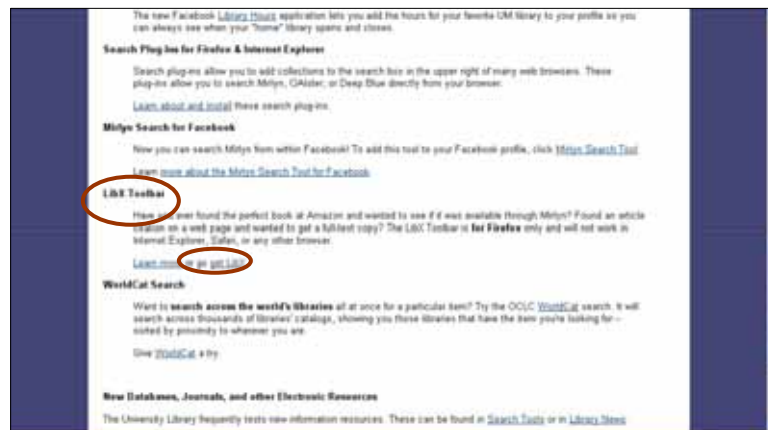 The new Facebook Library Hours application lets you add the hours for your favorite UM library to your profile so you
can always see when your "home" library opens and closes.
Search Plug-Ins for Firefox & Internet Explorer
Search plug-ins allow you to add collections to the search box in the upper right of many web browsers. These
plug-ins allow you to search Mirlyn, OAIster, or Deep Blue directly from your browser.
Learn about and install these search plug-ins.
Mirlyn Search for Facebook
Now you can search Mirlyn from within Facebook! To add this tool to your Facebook profile, click Mirlyn Search Tool
Learn more about the Mirlyn Search Tool for Facebook
LibX Toolbar
Have you ever found the perfect book at Amazon and wanted to see if it was available through Mirlyn? Found an article
citation on a web page and wanted to get a full-text copy? The LibX Toolbar is for Firefox only and will not work in
Internet Explorer, Safari, or any other browser.
Learn more or go get LibX
WorldCat Search
Want to search across the world's libraries all at once for a particular item? Try the OCLC WorldCat search. It will
search across thousands of libraries' catalogs, showing you those libraries that have the item you're looking for –
sorted by proximity to wherever you are.
Give WorldCat a try.
New Databases, Journals, and other Electronic Resources
The University Library frequently tests new information resources. These can be found in Search Tools or in Library News